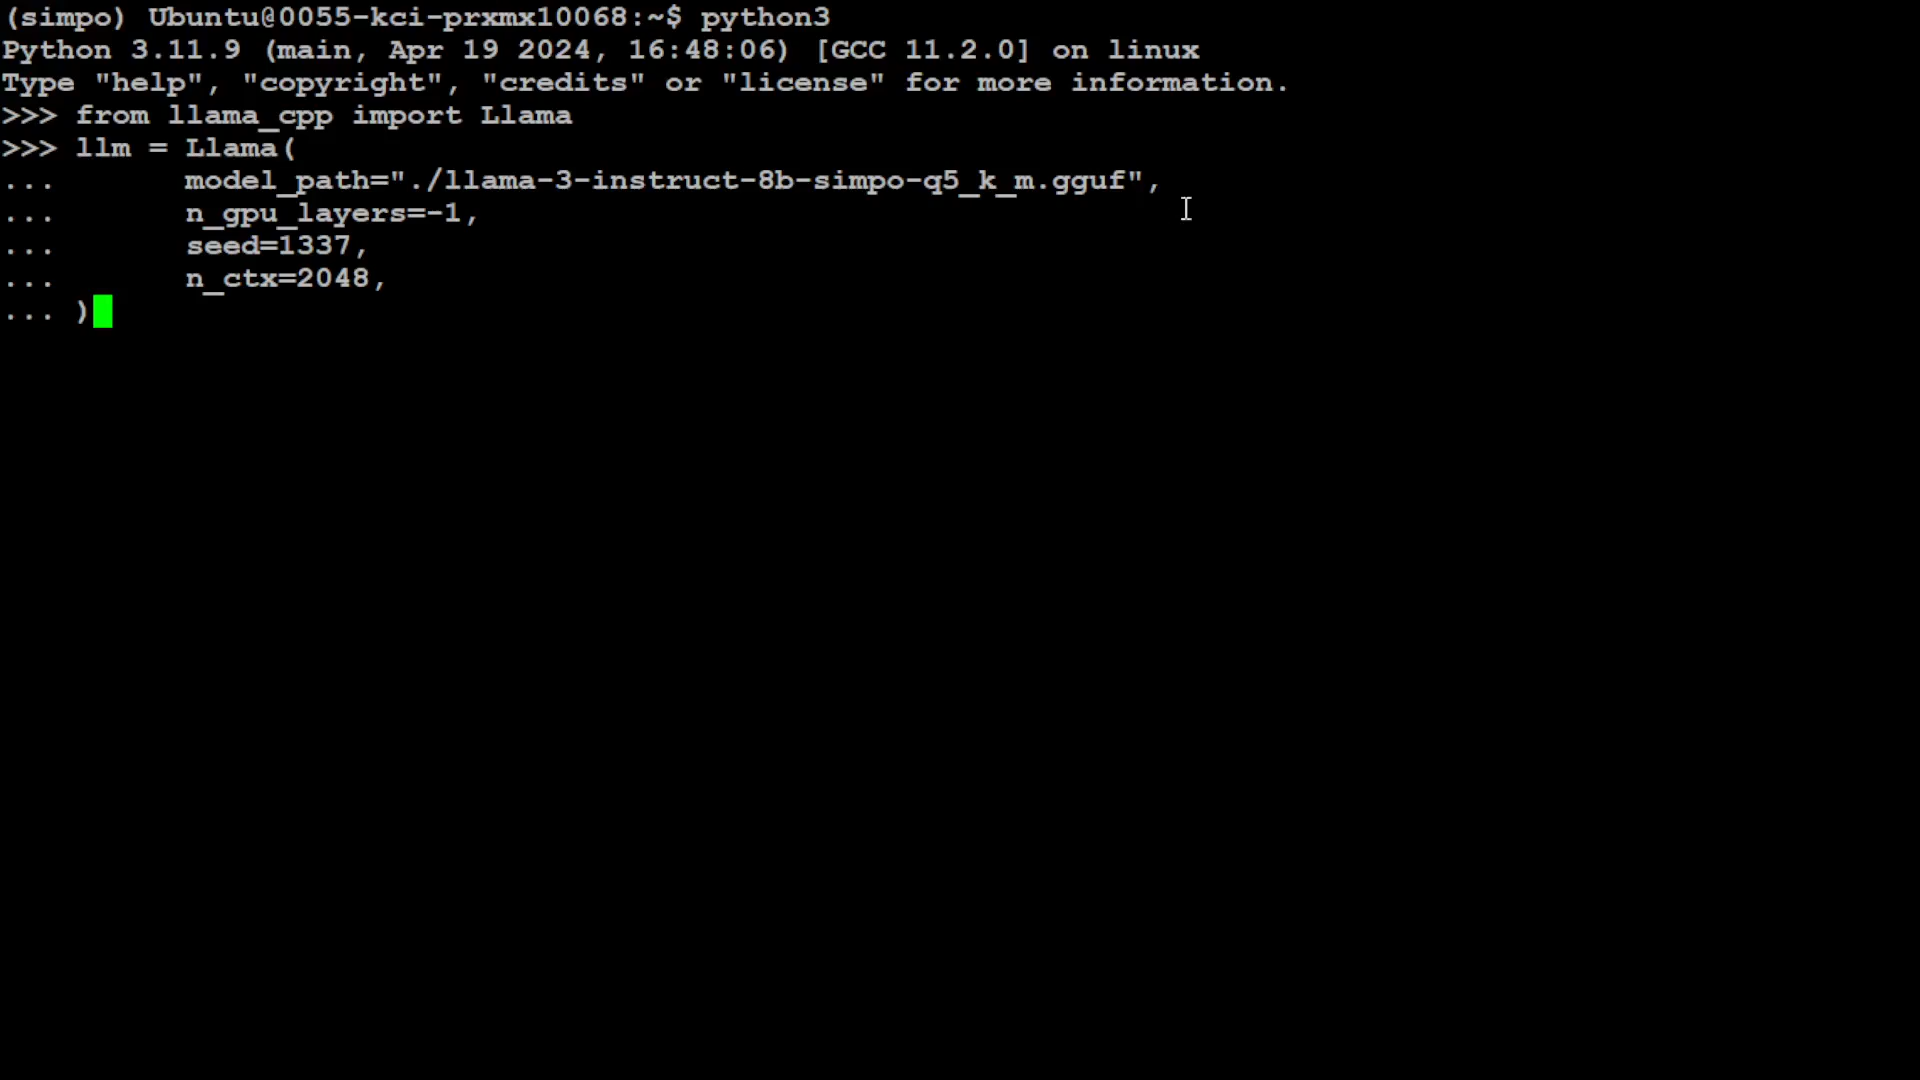 (simpo) Ubuntu@0055-kci-prxmx10068:~$ python3
Python 3.11.9 (main, Apr 19 2024, 16:48:06) [GCC 11.2.0] on linux
Type "help", "copyright", "credits" or "license" for more information.
>>> from llama_cpp import Llama
>>> llm = Llama(
...       model_path="./llama-3-instruct-8b-simpo-q5_k_m.gguf",
...       n_gpu_layers=-1,
...       seed=1337,
...       n_ctx=2048,
... )